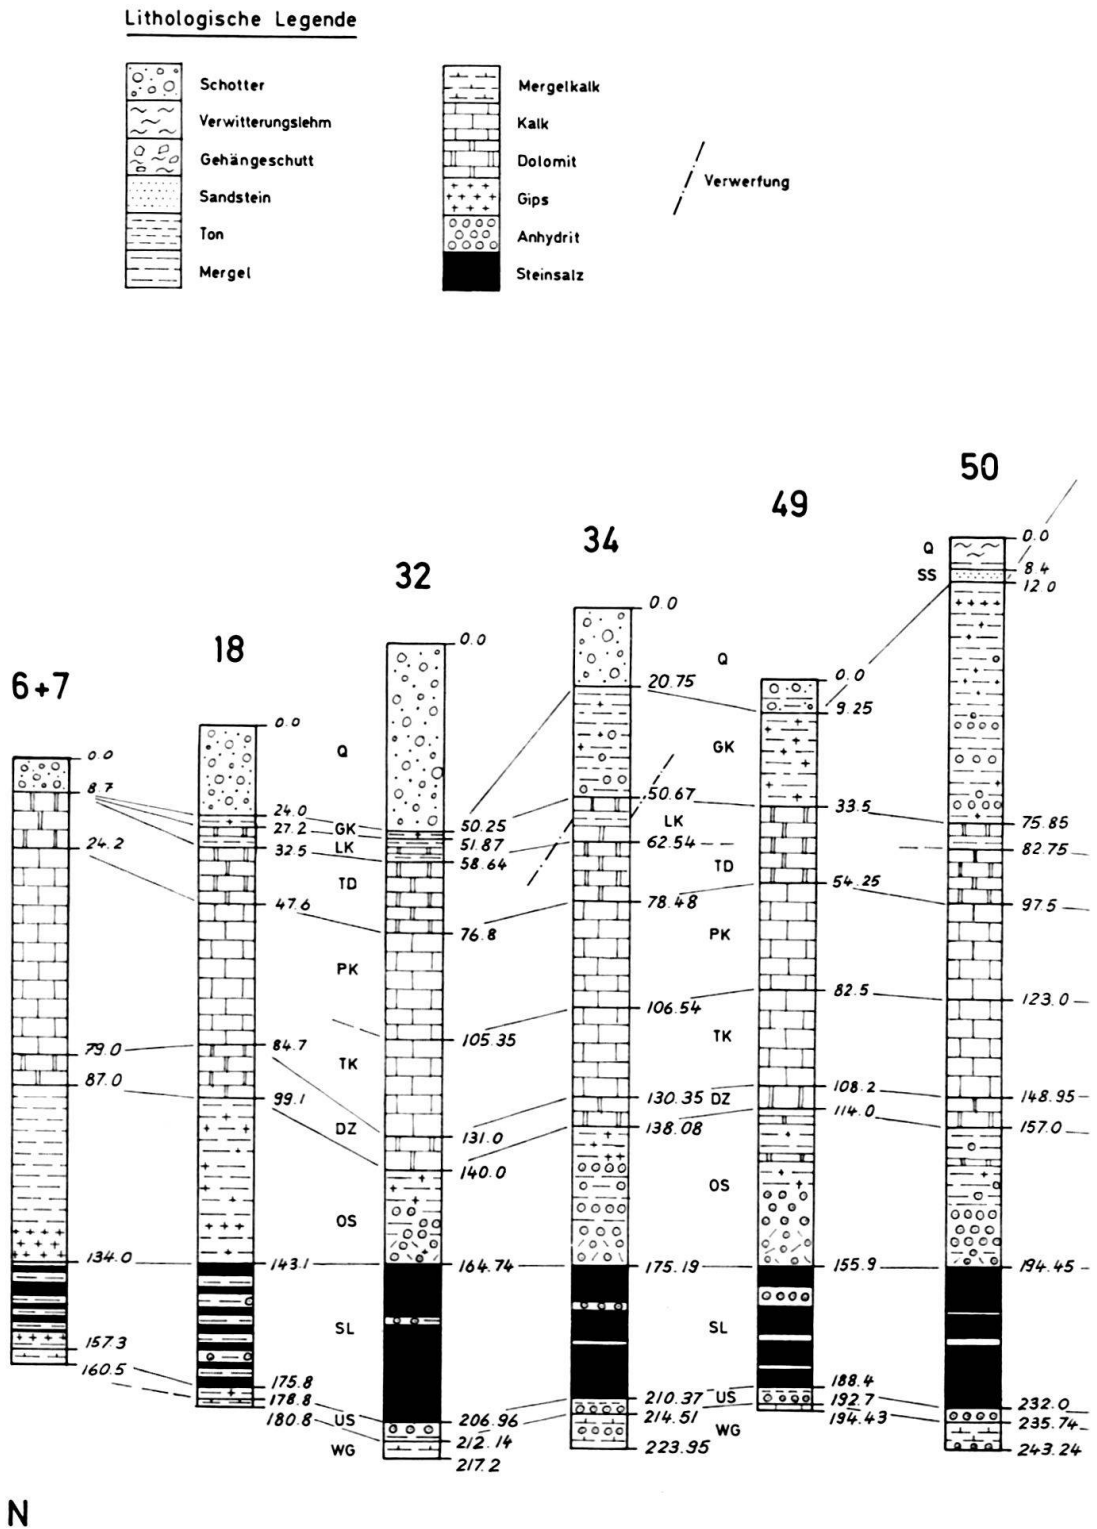 Lithologische Legende
Schotter
Verwitterungslehm
Gehängeschutt
Sandstein
Ton
Mergel
Mergelkalk
Kalk
Dolomit
Gips
Anhydrit
Steinsalz
Verwerfung
6+7
0.0
8.7
24.2
79.0
87.0
134.0
157.3
160.5
18
0.0
24.0
27.2
32.5
47.6
84.7
99.1
143.1
175.8
178.8
180.8
Q
GK
LK
TD
PK
TK
DZ
OS
SL
US
WG
32
0.0
50.25
51.87
58.64
76.8
105.35
131.0
140.0
164.74
206.96
212.14
217.2
34
0.0
20.75
50.67
62.54
78.48
106.54
130.35
138.08
175.19
210.37
214.51
223.95
Q
GK
LK
TD
PK
TK
DZ
OS
SL
US
WG
49
0.0
9.25
33.5
54.25
82.5
108.2
114.0
155.9
188.4
192.7
194.43
Q
SS
50
0.0
8.4
12.0
75.85
82.75
97.5
123.0
148.95
157.0
194.45
232.0
235.74
243.24
N